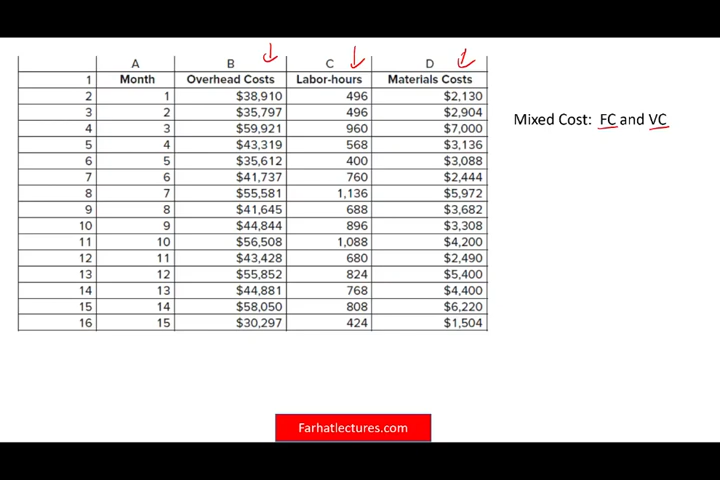 A B C D
1 Month Overhead Costs Labor-hours Materials Costs
2 1 $38,910 496 $2,130
3 2 $35,797 496 $2,904
4 3 $59,921 960 $7,000
5 4 $43,319 568 $3,136
6 5 $35,612 400 $3,088
7 6 $41,737 760 $2,444
8 7 $55,581 1,136 $5,972
9 8 $41,645 688 $3,682
10 9 $44,844 896 $3,308
11 10 $56,508 1,088 $4,200
12 11 $43,428 680 $2,490
13 12 $55,852 824 $5,400
14 13 $44,881 768 $4,400
15 14 $58,050 808 $6,220
16 15 $30,297 424 $1,504
Mixed Cost: FC and VC
Farhatlectures.com